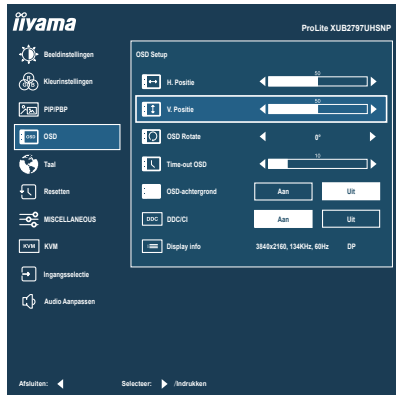 iiyama
ProLite XUB2797UHSNP
Beeldinstellingen
Kleurinstellingen
PIP/PBP
OSD OSD
Taal
Resetten
MISCELLANEOUS
KVM KVM
Ingangsselectie
Audio Aanpassen
OSD Setup
H. Positie 50
V. Positie 50
OSD Rotate 0°
Time-out OSD 10
OSD-achtergrond Aan Uit
DDC DDC/CI Aan Uit
Display info 3840x2160, 134KHz, 60Hz DP
Afsluiten: Selecteer: /Indrukken